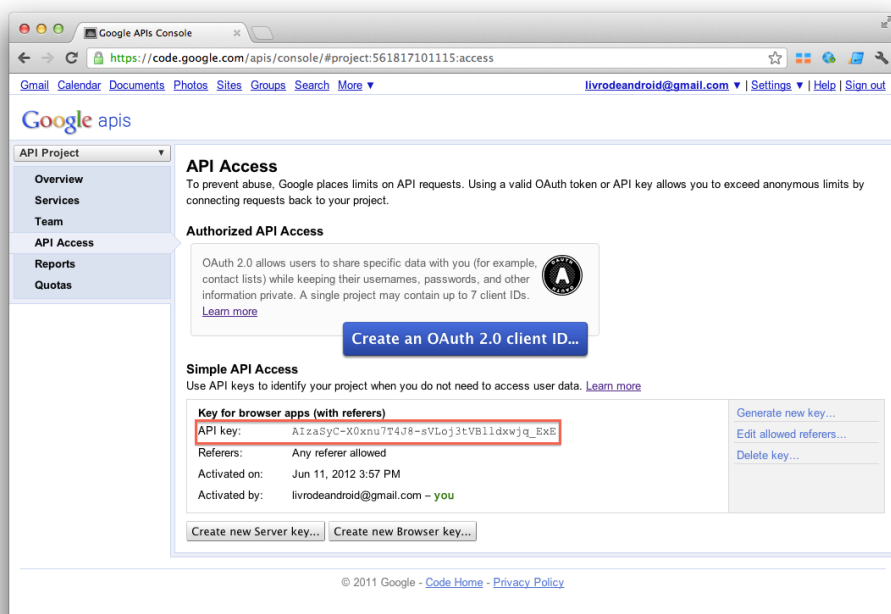 Google APIs Console
https://code.google.com/apis/console/#project:561817101115:access
Gmail Calendar Documents Photos Sites Groups Search More ▼ livrodeandroid@gmail.com ▼ | Settings ▼ | Help | Sign out
Google apis
API Project ▼
Overview
Services
Team
API Access
Reports
Quotas
API Access
To prevent abuse, Google places limits on API requests. Using a valid OAuth token or API key allows you to exceed anonymous limits by
connecting requests back to your project.
Authorized API Access
OAuth 2.0 allows users to share specific data with you (for example,
contact lists) while keeping their usernames, passwords, and other
information private. A single project may contain up to 7 client IDs.
Learn more
OAUTH
A
OAUTH
Create an OAuth 2.0 client ID...
Simple API Access
Use API keys to identify your project when you do not need to access user data. Learn more
Key for browser apps (with referers)
API key:
Referers: Any referer allowed
Activated on: Jun 11, 2012 3:57 PM
Activated by: livrodeandroid@gmail.com – you
Generate new key...
Edit allowed referers...
Delete key...
Create new Server key... Create new Browser key...
© 2011 Google - Code Home - Privacy Policy